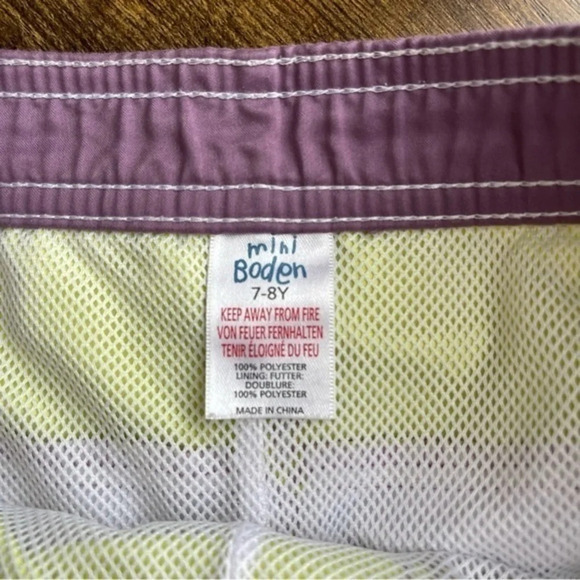 mini
Boden
7-8Y
KEEP AWAY FROM FIRE
VON FEUER FERNHALTEN
TENIR ÉLOIGNÉ DU FEU
100% POLYESTER
LINING: FUTTER:
DOUBLURE:
100% POLYESTER
MADE IN CHINA